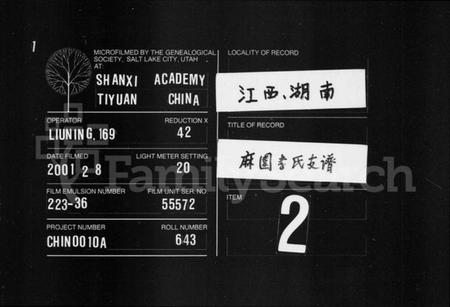 1
MICROFILMED BY THE GENEALOGICAL
SOCIETY, SALT LAKE CITY, UTAH
AT:
SHANXI ACADEMY
TIYUAN CHINA
OPERATOR REDUCTION X
LIUNING, 169 42
DATE FILMED LIGHT METER SETTING
2001 2 8 20
FILM EMULSION NUMBER FILM UNIT SER NO.
223-36 55572
PROJECT NUMBER ROLL NUMBER
CHIN0010A 643
LOCALITY OF RECORD
江西、湖南
TITLE OF RECORD
麻園李氏支谱
ITEM
2
FamilySearch